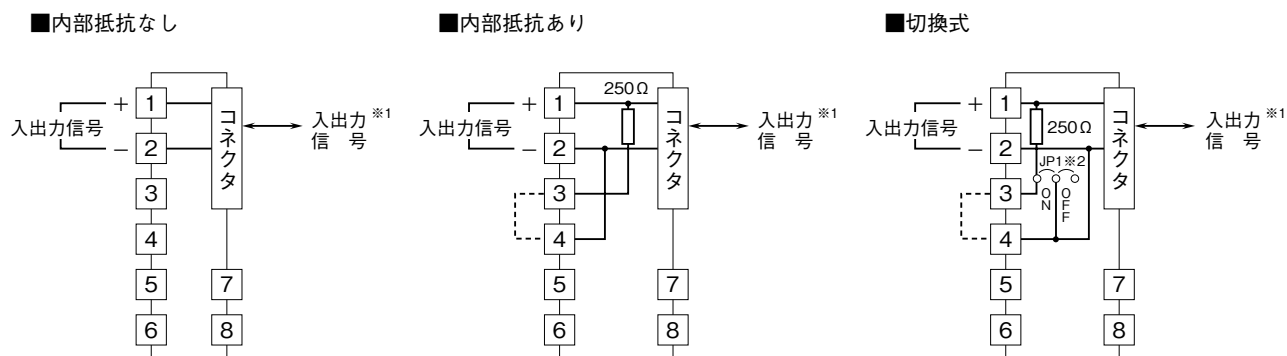 ■内部抵抗なし
+
-
入出力信号
1
2
3
4
5
6
7
8
コネクタ
入出力※1
信 号
■内部抵抗あり
250Ω
+
-
入出力信号
1
2
3
4
5
6
7
8
コネクタ
入出力※1
信 号
■切換式
+
-
入出力信号
1
2
3
4
5
6
7
8
250Ω
JP1※2
ON
OFF
コネクタ
入出力※1
信 号